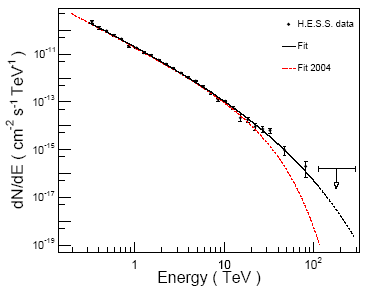 H.E.S.S. data
Fit
Fit 2004
dN/dE ( cm⁻² s⁻¹ TeV⁻¹ )
10⁻¹¹
10⁻¹³
10⁻¹⁵
10⁻¹⁷
10⁻¹⁹
1 10 10²
Energy ( TeV )